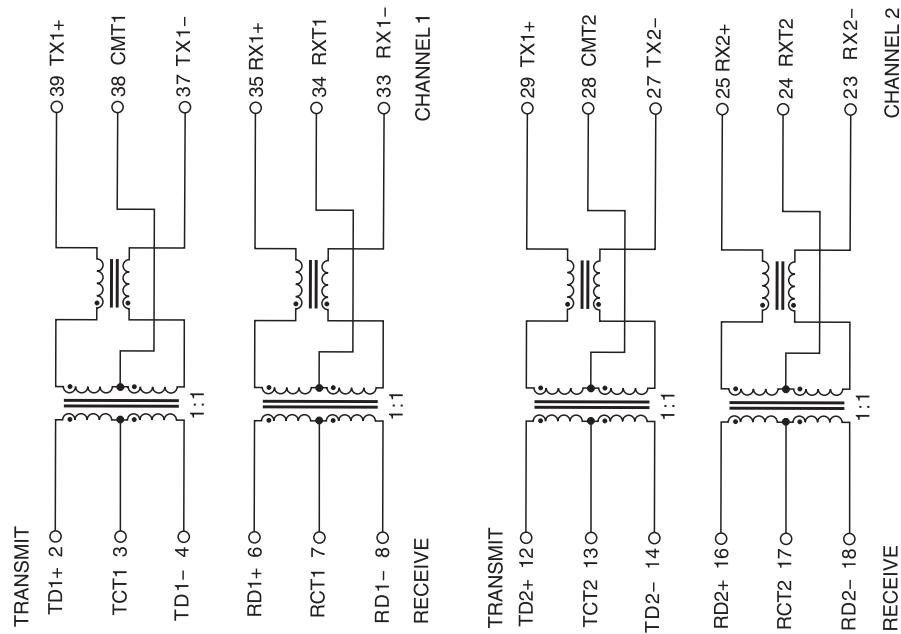 TRANSMIT
TD1+ 2
TCT1 3
TD1− 4
39 TX1+
38 CMT1
37 TX1−
1:1
RD1+ 6
RCT1 7
RD1− 8
RECEIVE
35 RX1+
34 RXT1
33 RX1−
CHANNEL 1
1:1
TRANSMIT
TD2+ 12
TCT2 13
TD2− 14
29 TX1+
28 CMT2
27 TX2−
1:1
RD2+ 16
RCT2 17
RD2− 18
RECEIVE
25 RX2+
24 RXT2
23 RX2−
CHANNEL 2
1:1